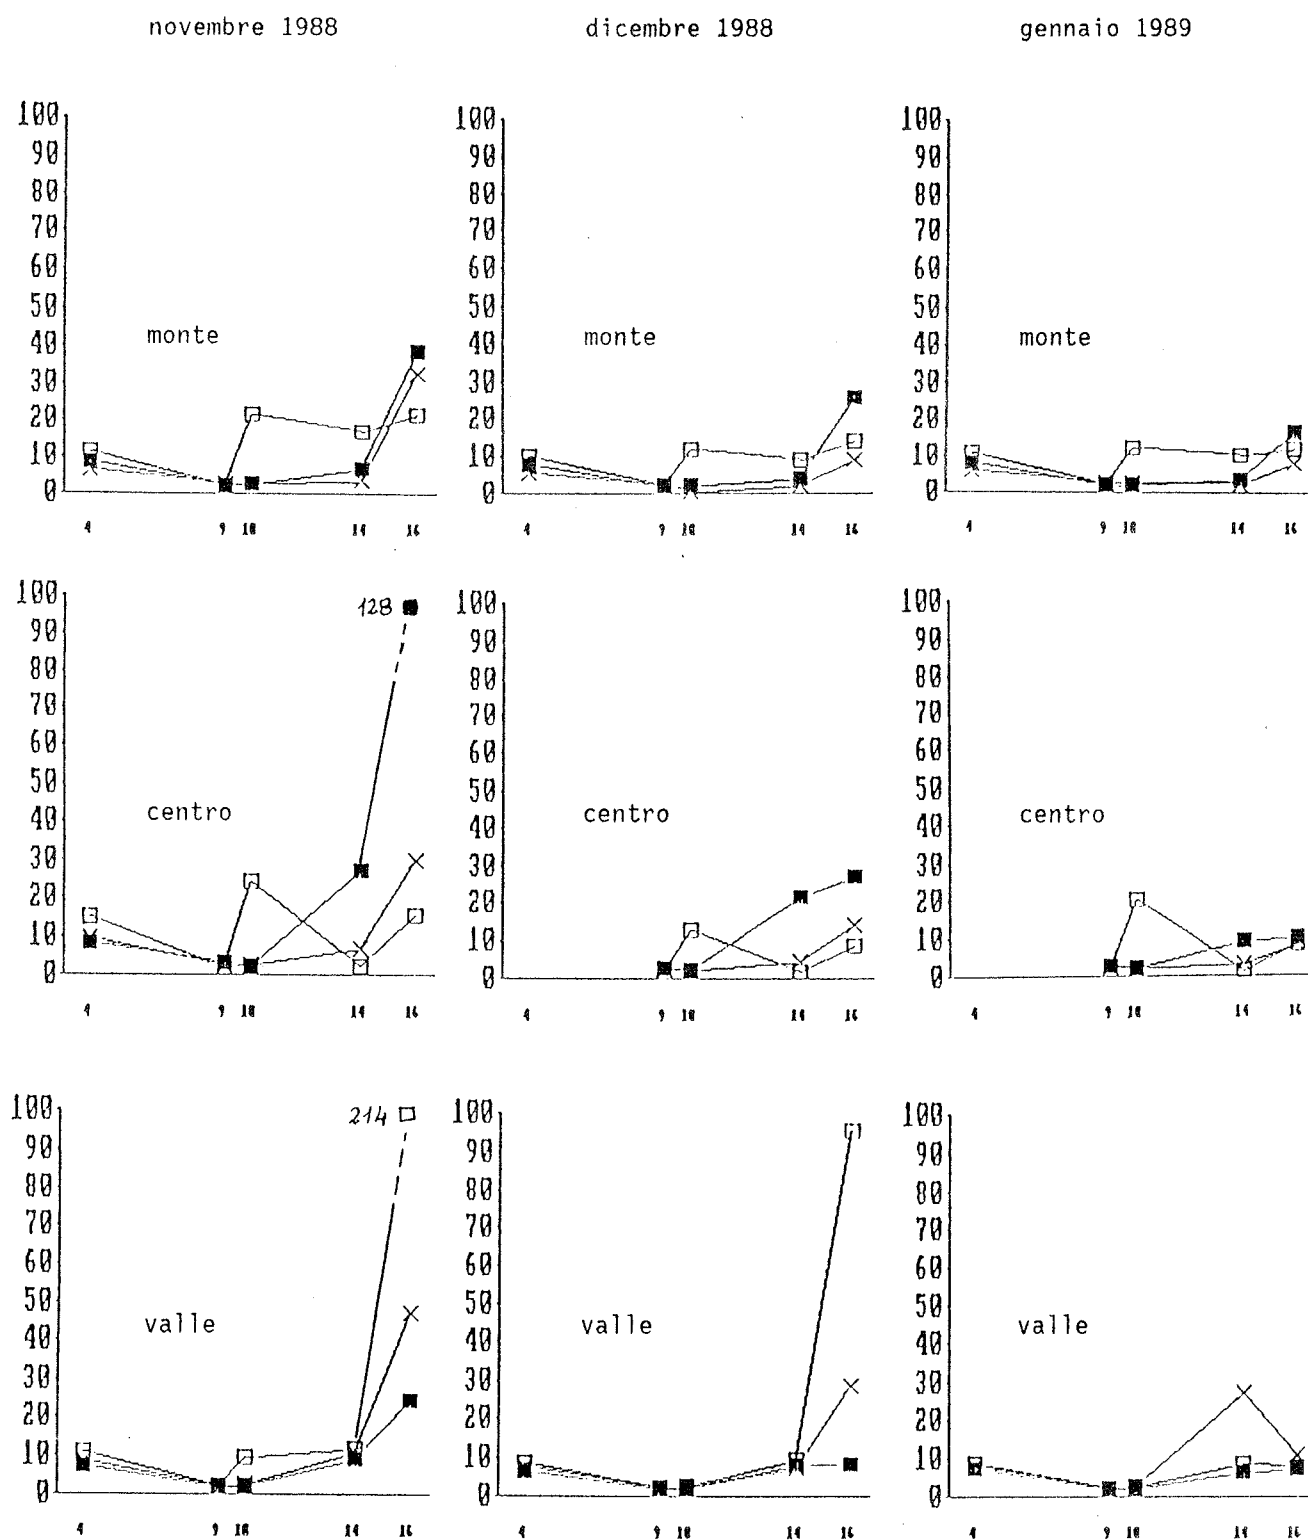 novembre 1988 dicembre 1988 gennaio 1989
100 100 100
90 90 90
80 80 80
70 70 70
60 60 60
50 50 50
monte monte monte
40 40 40
30 30 30
20 20 20
10 10 10
0 0 0
4 9 10 14 16 4 9 10 14 16 4 9 10 14 16
100 128 100 100
90 90 90
80 80 80
70 70 70
60 60 60
50 50 50
centro centro centro
40 40 40
30 30 30
20 20 20
10 10 10
0 0 0
4 9 10 14 16 4 9 10 14 16 4 9 10 14 16
100 214 100 100
90 90 90
80 80 80
70 70 70
60 60 60
50 50 50
valle valle valle
40 40 40
30 30 30
20 20 20
10 10 10
0 0 0
4 9 10 14 16 4 9 10 14 16 4 9 10 14 16